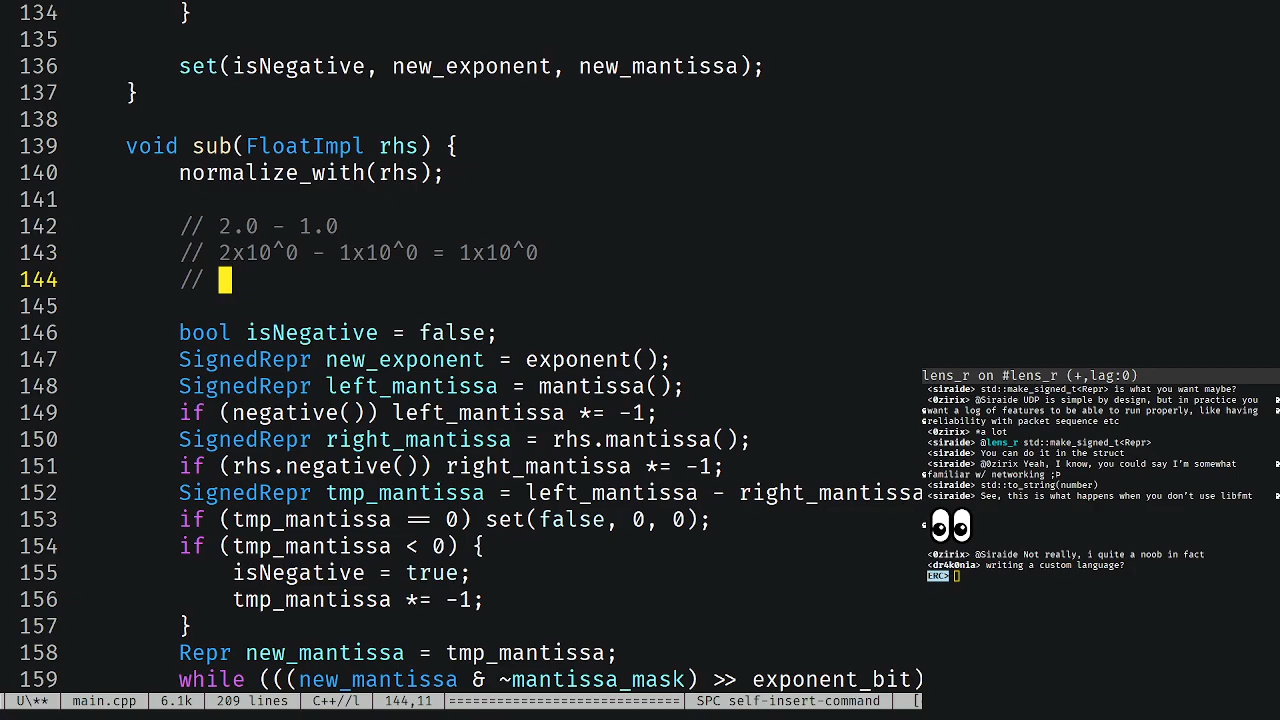 134         }
135
136         set(isNegative, new_exponent, new_mantissa);
137     }
138
139     void sub(FloatImpl rhs) {
140         normalize_with(rhs);
141
142         // 2.0 - 1.0
143         // 2x10^0 - 1x10^0 = 1x10^0
144         //
145
146         bool isNegative = false;
147         SignedRepr new_exponent = exponent();
148         SignedRepr left_mantissa = mantissa();
149         if (negative()) left_mantissa *= -1;
150         SignedRepr right_mantissa = rhs.mantissa();
151         if (rhs.negative()) right_mantissa *= -1;
152         SignedRepr tmp_mantissa = left_mantissa - right_mantissa
153         if (tmp_mantissa == 0) set(false, 0, 0);
154         if (tmp_mantissa < 0) {
155             isNegative = true;
156             tmp_mantissa *= -1;
157         }
158         Repr new_mantissa = tmp_mantissa;
159         while (((new_mantissa & ~mantissa_mask) >> exponent_bit)
lens_r on #lens_r (+,lag:0)
<siraide> std::make_signed_t<Repr> is what you want maybe?
<0zirix> @Siraide UDP is simple by design, but in practice you
want a log of features to be able to run properly, like having
reliability with packet sequence etc
<0zirix> *a lot
<siraide> @lens_r std::make_signed_t<Repr>
<siraide> You can do it in the struct
<siraide> @0zirix Yeah, I know, you could say I'm somewhat
familiar w/ networking ;P
<siraide> std::to_string(number)
<siraide> See, this is what happens when you don't use libfmt
<0zirix> @Siraide Not really, i quite a noob in fact
<dr4k0nia> writing a custom language?
ERC>
U\** main.cpp 6.1k 209 lines C++//l 144,11 ============================ SPC self-insert-command [